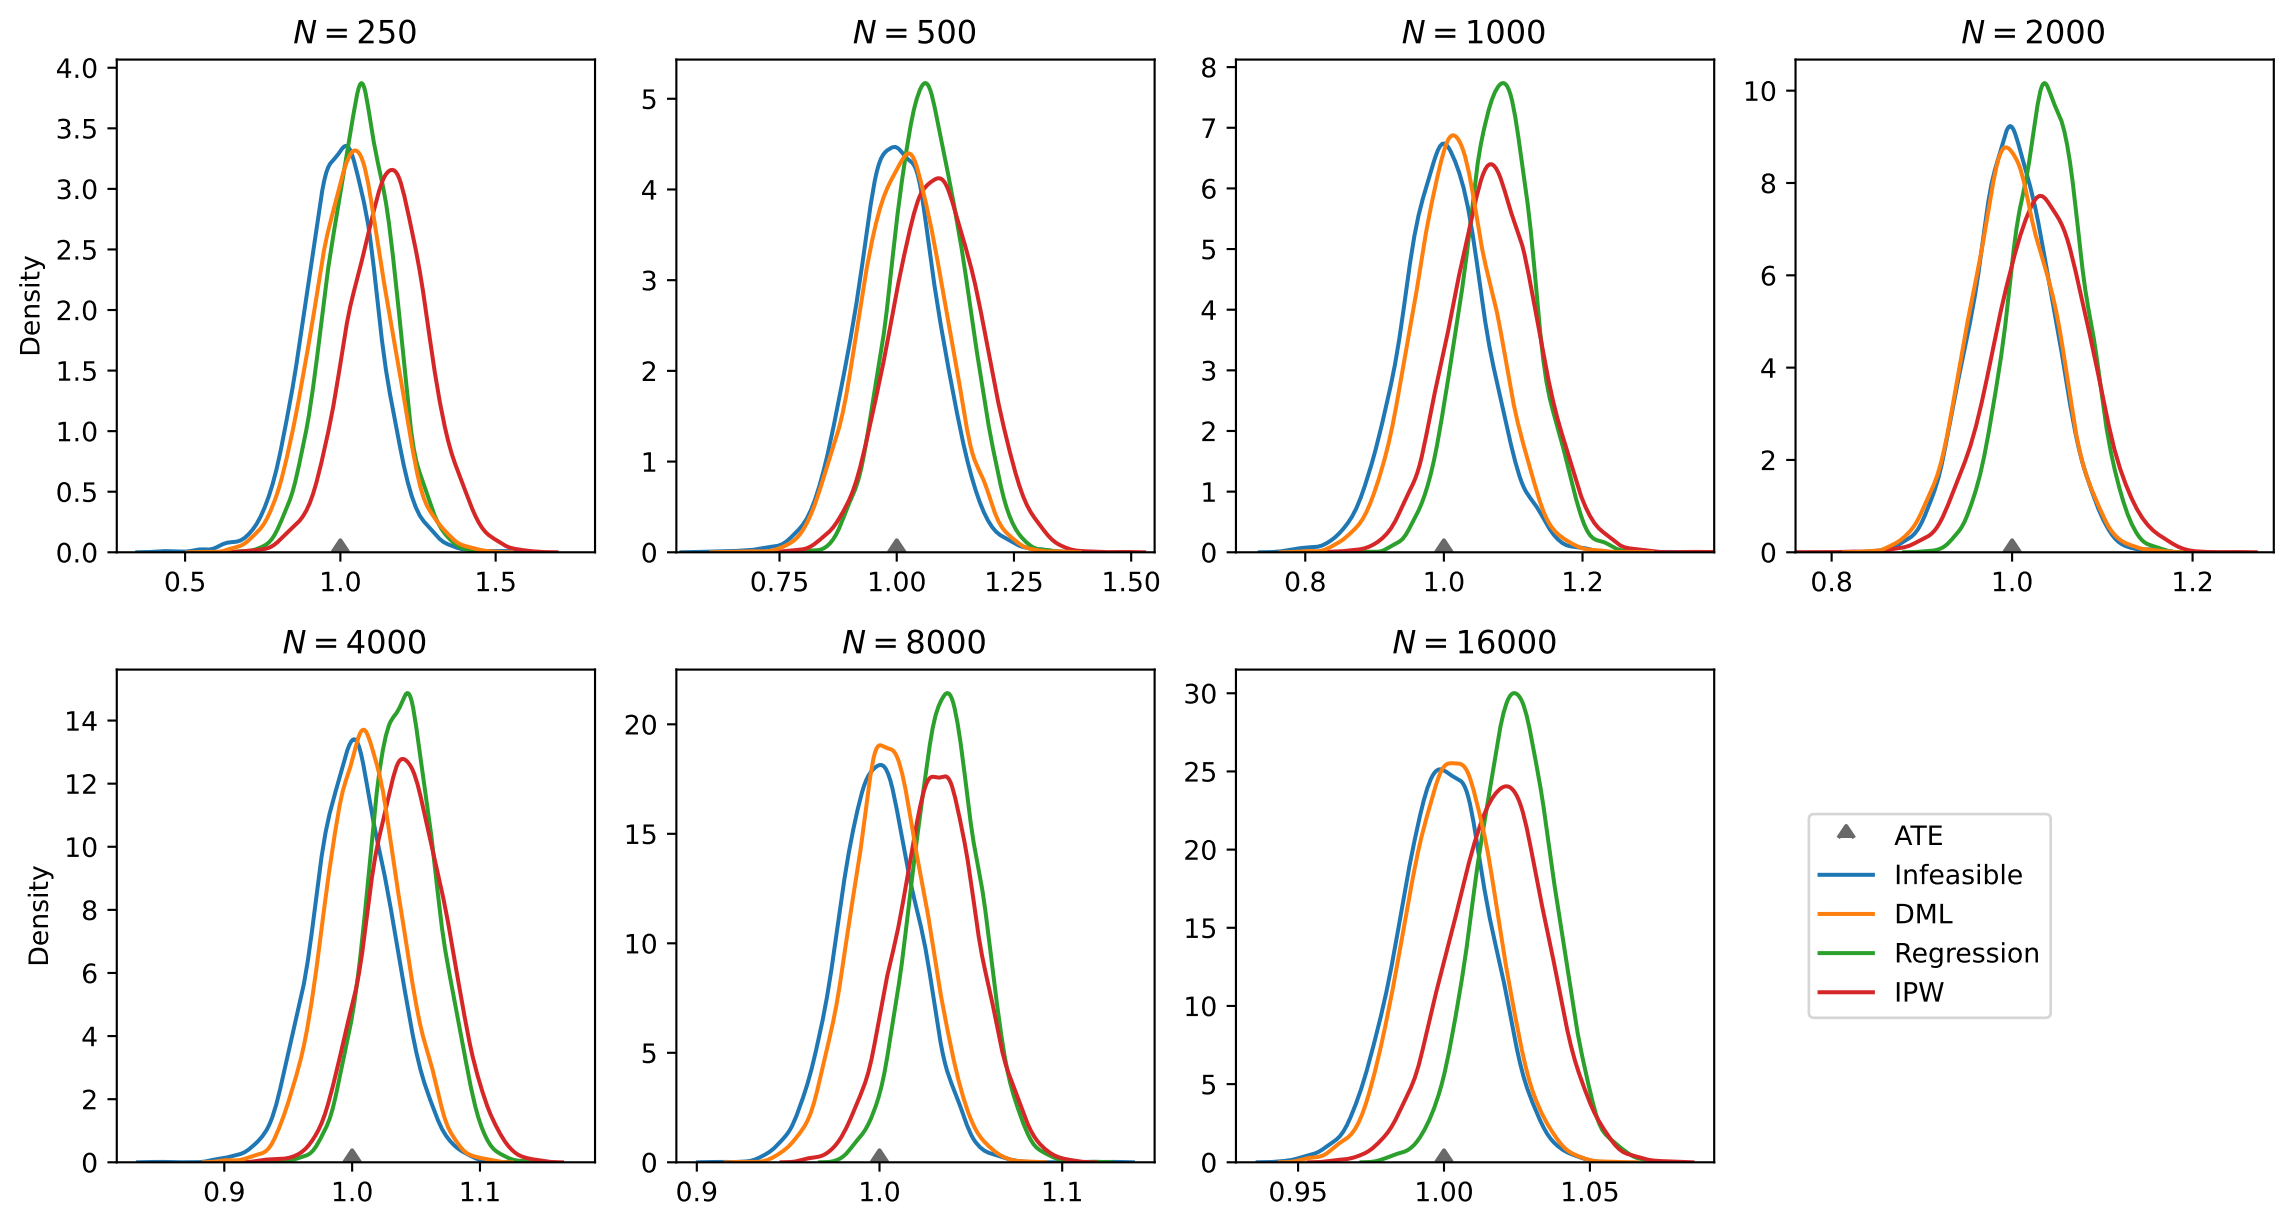 N = 250
N = 500
N = 1000
N = 2000
Density
4.0
3.5
3.0
2.5
2.0
1.5
1.0
0.5
0.0
0.5 1.0 1.5
5
4
3
2
1
0
0.75 1.00 1.25 1.50
8
7
6
5
4
3
2
1
0
0.8 1.0 1.2
10
8
6
4
2
0
0.8 1.0 1.2
N = 4000
N = 8000
N = 16000
Density
14
12
10
8
6
4
2
0
0.9 1.0 1.1
20
15
10
5
0
0.9 1.0 1.1
30
25
20
15
10
5
0
0.95 1.00 1.05
ATE
Infeasible
DML
Regression
IPW